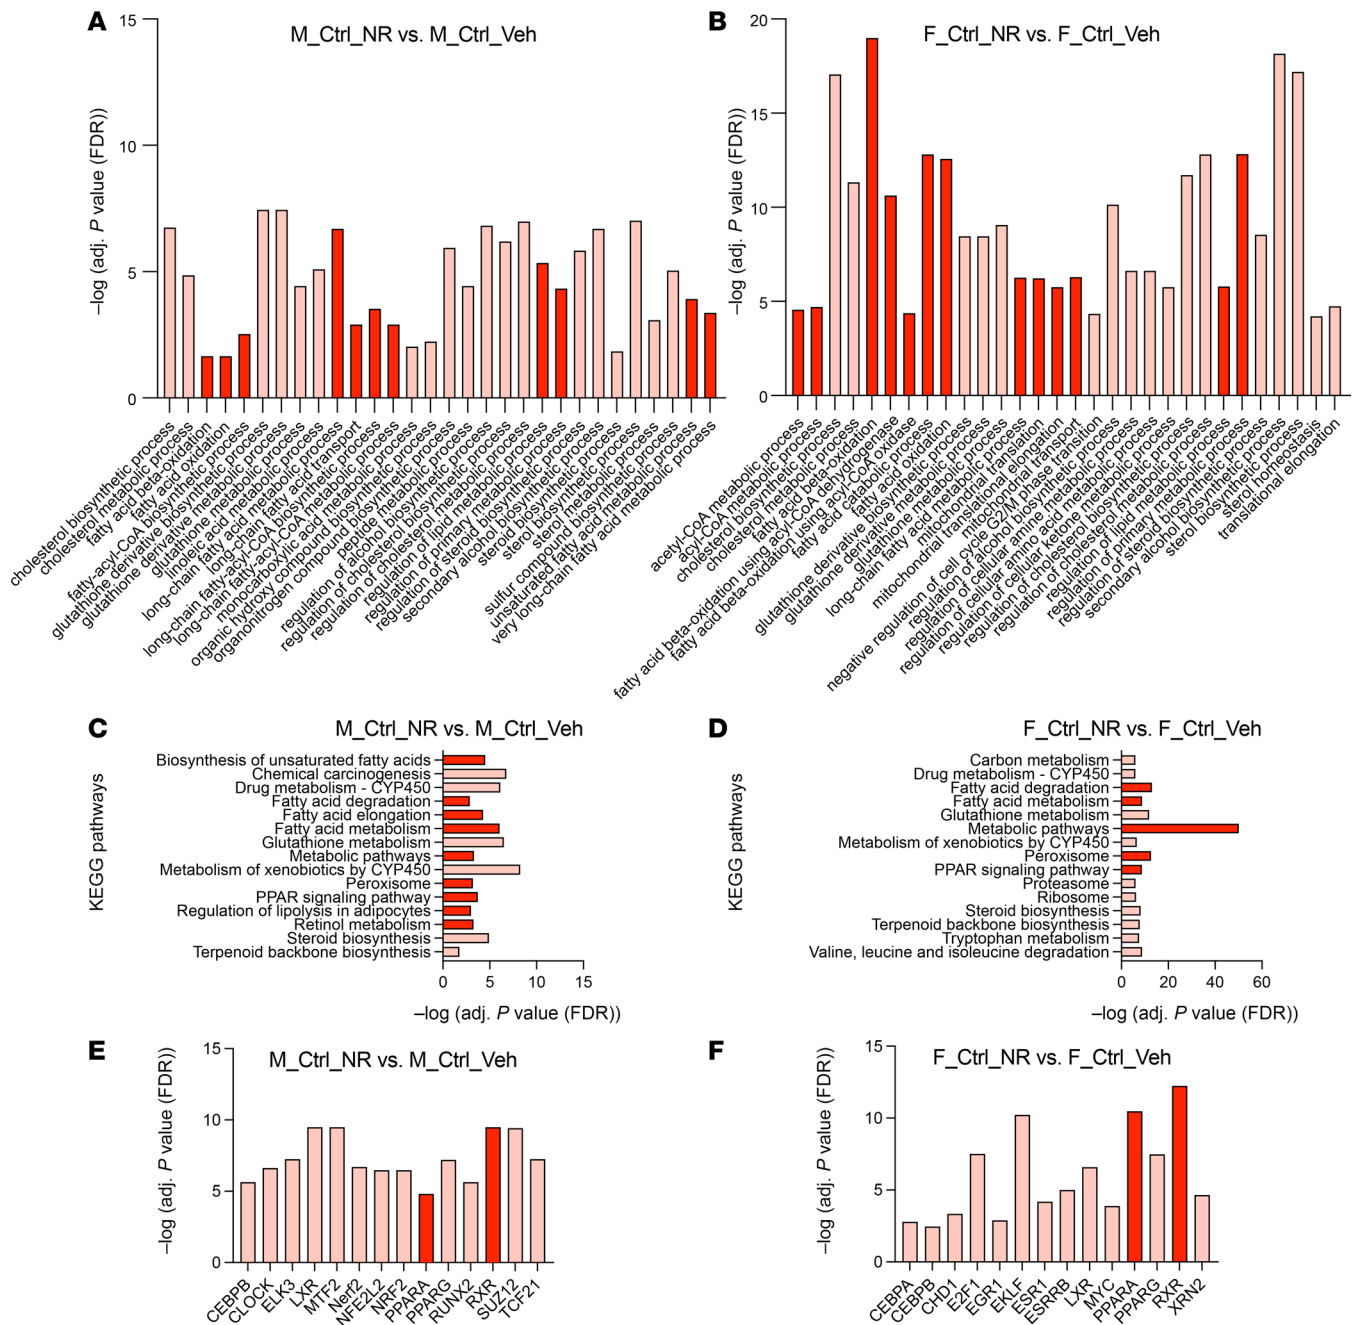 A
M_Ctrl_NR vs. M_Ctrl_Veh
–log (adj. P value (FDR))
15
10
5
0
cholesterol biosynthetic process
cholesterol metabolic process
fatty acid beta-oxidation
fatty acid oxidation
fatty-acyl-CoA biosynthetic process
glutathione derivative biosynthetic process
glutathione derivative metabolic process
glutathione metabolic process
linoleic acid metabolic process
long-chain fatty acid metabolic process
long-chain fatty acid transport
long-chain fatty-acyl-CoA biosynthetic process
long-chain fatty-acyl-CoA metabolic process
monocarboxylic acid metabolic process
organic hydroxy compound biosynthetic process
organonitrogen compound biosynthetic process
peptide metabolic process
regulation of alcohol biosynthetic process
regulation of cholesterol biosynthetic process
regulation of cholesterol metabolic process
regulation of lipid metabolic process
regulation of primary metabolic process
regulation of steroid biosynthetic process
secondary alcohol biosynthetic process
steroid biosynthetic process
sterol biosynthetic process
sterol metabolic process
sulfur compound biosynthetic process
unsaturated fatty acid metabolic process
very long-chain fatty acid metabolic process
B
F_Ctrl_NR vs. F_Ctrl_Veh
–log (adj. P value (FDR))
20
15
10
5
0
acetyl-CoA metabolic process
acyl-CoA metabolic process
cholesterol biosynthetic process
cholesterol metabolic process
fatty acid beta-oxidation
fatty acid beta-oxidation using acyl-CoA dehydrogenase
fatty acid beta-oxidation using acyl-CoA oxidase
fatty acid catabolic process
fatty acid oxidation
glutathione derivative biosynthetic process
glutathione derivative metabolic process
glutathione metabolic process
long-chain fatty acid metabolic process
mitochondrial translation
mitochondrial translational elongation
mitochondrial transport
negative regulation of cell cycle G2/M phase transition
regulation of alcohol biosynthetic process
regulation of cellular amino acid metabolic process
regulation of cellular ketone metabolic process
regulation of cholesterol biosynthetic process
regulation of cholesterol metabolic process
regulation of lipid metabolic process
regulation of primary metabolic process
regulation of steroid biosynthetic process
secondary alcohol biosynthetic process
sterol biosynthetic process
sterol homeostasis
translational elongation
C
M_Ctrl_NR vs. M_Ctrl_Veh
KEGG pathways
Biosynthesis of unsaturated fatty acids
Chemical carcinogenesis
Drug metabolism - CYP450
Fatty acid degradation
Fatty acid elongation
Fatty acid metabolism
Glutathione metabolism
Metabolic pathways
Metabolism of xenobiotics by CYP450
Peroxisome
PPAR signaling pathway
Regulation of lipolysis in adipocytes
Retinol metabolism
Steroid biosynthesis
Terpenoid backbone biosynthesis
0 5 10 15
–log (adj. P value (FDR))
D
F_Ctrl_NR vs. F_Ctrl_Veh
KEGG pathways
Carbon metabolism
Drug metabolism - CYP450
Fatty acid degradation
Fatty acid metabolism
Glutathione metabolism
Metabolic pathways
Metabolism of xenobiotics by CYP450
Peroxisome
PPAR signaling pathway
Proteasome
Ribosome
Steroid biosynthesis
Terpenoid backbone biosynthesis
Tryptophan metabolism
Valine, leucine and isoleucine degradation
0 20 40 60
–log (adj. P value (FDR))
E
M_Ctrl_NR vs. M_Ctrl_Veh
–log (adj. P value (FDR))
15
10
5
0
CEBPB
CLOCK
ELK3
LXR
MTF2
Nerf2
NFE2L2
NRF2
PPARA
PPARG
RUNX2
RXR
SUZ12
TCF21
F
F_Ctrl_NR vs. F_Ctrl_Veh
–log (adj. P value (FDR))
15
10
5
0
CEBPA
CEBPB
CHD1
E2F1
EGR1
EKLF
ESR1
ESRRB
LXR
MYC
PPARA
PPARG
RXR
XRN2